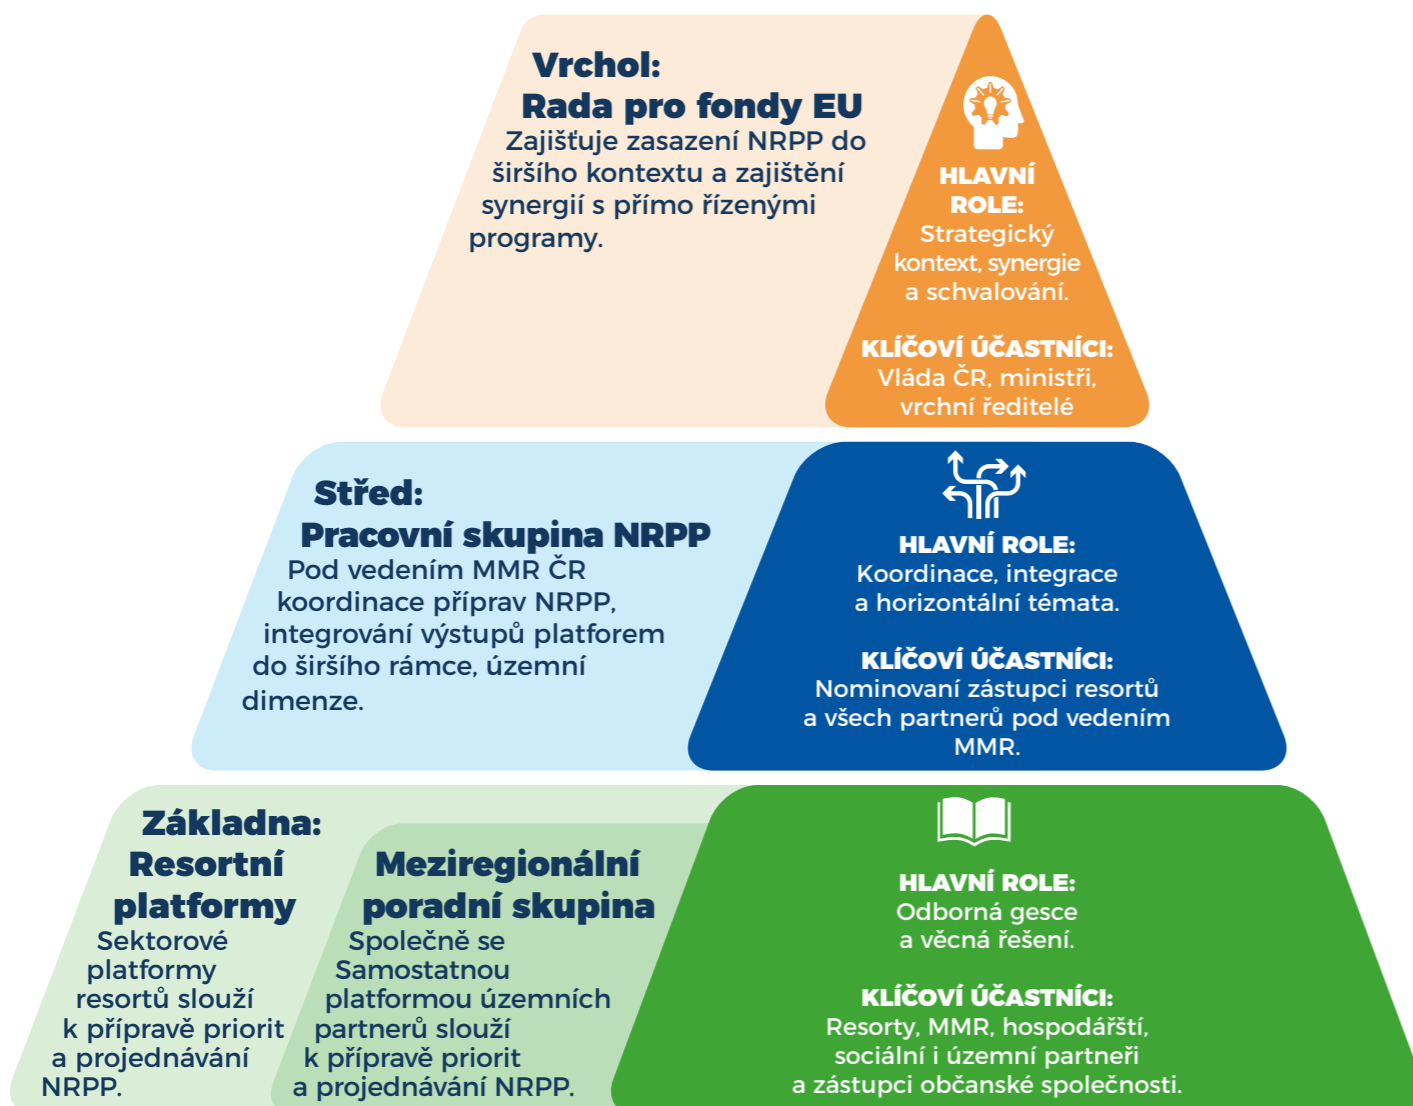 Vrchol:
Rada pro fondy EU
Zajišťuje zasazení NRPP do
širšího kontextu a zajištění
synergií s přímo řízenými
programy.
HLAVNÍ
ROLE:
Strategický
kontext, synergie
a schvalování.
KLÍČOVÍ ÚČASTNÍCI:
Vláda ČR, ministři,
vrchní ředitelé
Střed:
Pracovní skupina NRPP
Pod vedením MMR ČR
koordinace příprav NRPP,
integrování výstupů platforem
do širšího rámce, územní
dimenze.
HLAVNÍ ROLE:
Koordinace, integrace
a horizontální témata.
KLÍČOVÍ ÚČASTNÍCI:
Nominovaní zástupci resortů
a všech partnerů pod vedením
MMR.
Základna:
Resortní
platformy
Sektorové
platformy
resortů slouží
k přípravě priorit
a projednávání
NRPP.
Meziregionální
poradní skupina
Společně se
Samostatnou
platformou územních
partnerů slouží
k přípravě priorit
a projednávání NRPP.
HLAVNÍ ROLE:
Odborná gesce
a věcná řešení.
KLÍČOVÍ ÚČASTNÍCI:
Resorty, MMR, hospodářští,
sociální i územní partneři
a zástupci občanské společnosti.